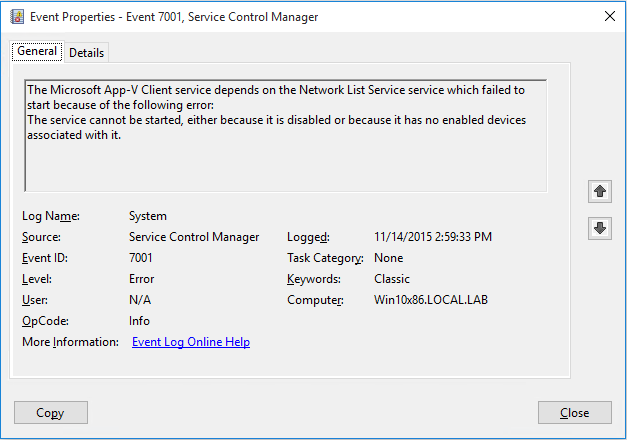 Event Properties - Event 7001, Service Control Manager
General
Details
The Microsoft App-V Client service depends on the Network List Service service which failed to
start because of the following error:
The service cannot be started, either because it is disabled or because it has no enabled devices
associated with it.
Log Name: System
Source: Service Control Manager Logged: 11/14/2015 2:59:33 PM
Event ID: 7001 Task Category: None
Level: Error Keywords: Classic
User: N/A Computer: Win10x86.LOCAL.LAB
OpCode: Info
More Information: Event Log Online Help
Copy
Close